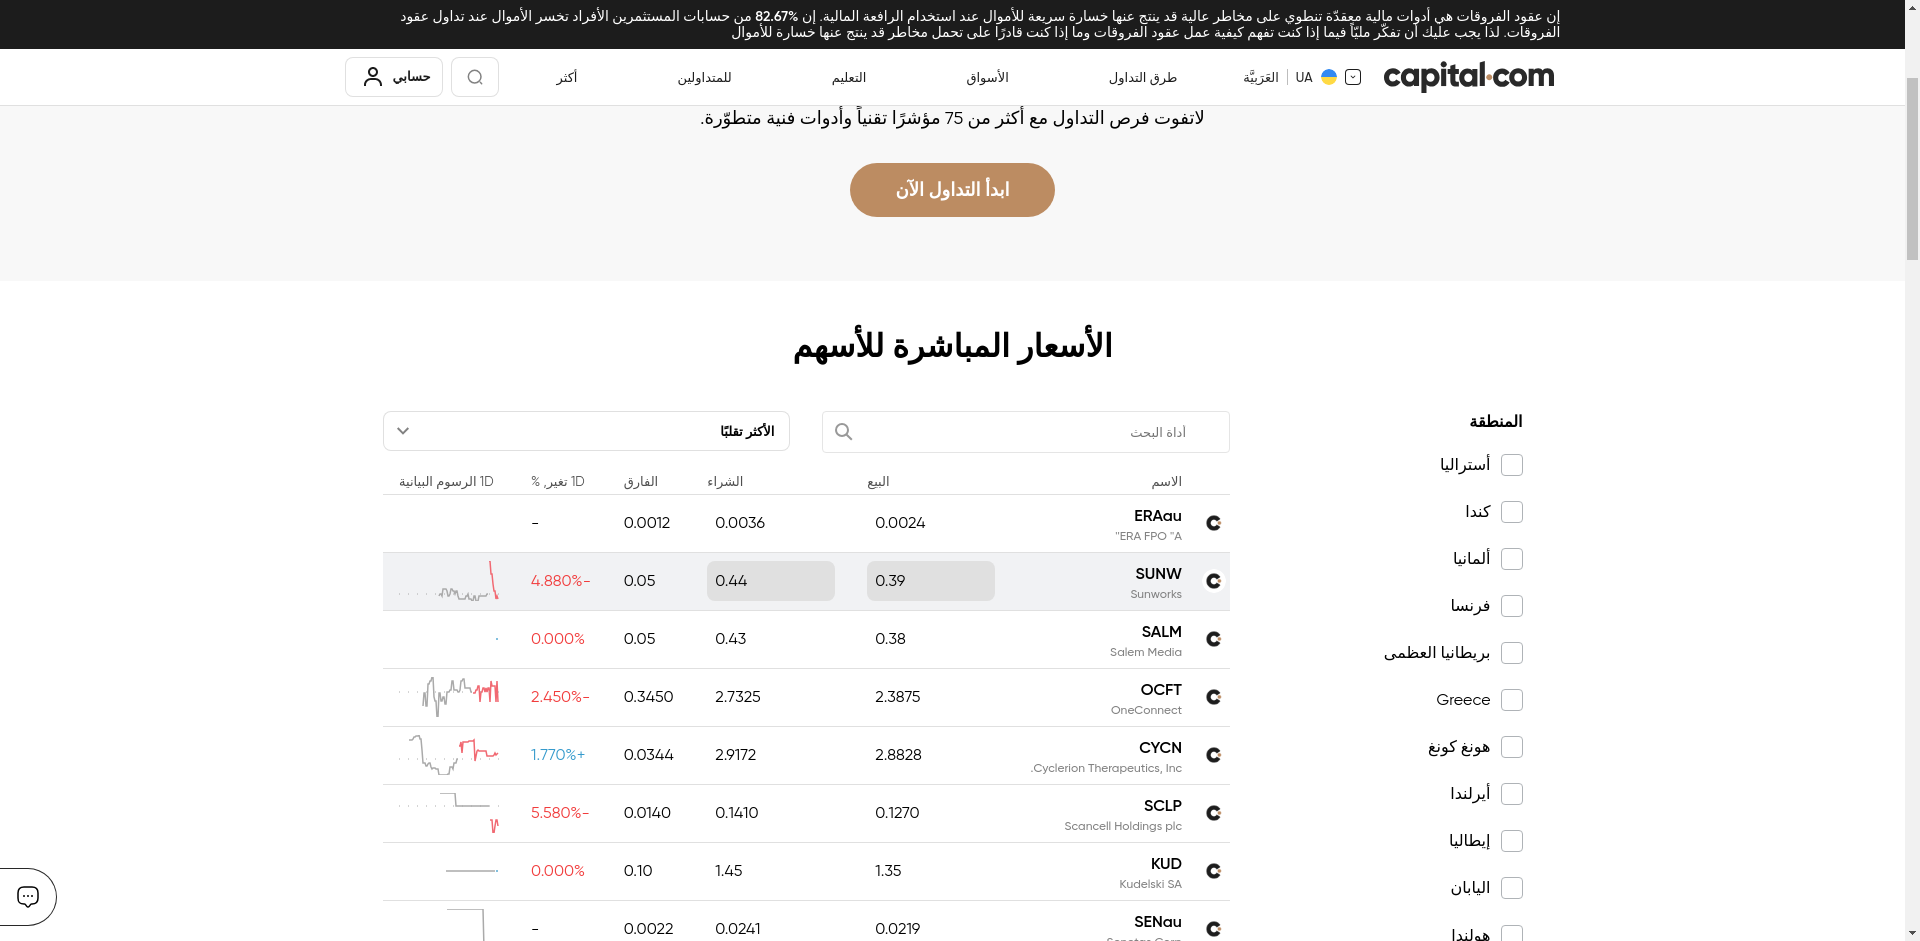 إن عقود الفروقات هي أدوات مالية معقدّة تنطوي على مخاطر عالية قد ينتج عنها خسارة سريعة للأموال عند استخدام الرافعة المالية. إن 82.67% من حسابات المستثمرين الأفراد تخسر الأموال عند تداول عقود
الفروقات. لذا يجب عليك أن تفكّر مليّاً فيما إذا كنت تفهم كيفية عمل عقود الفروقات وما إذا كنت قادرًا على تحمل مخاطر قد ينتج عنها خسارة للأموال
capital.com
UA | العَرَبِيَّة
طرق التداول
الأسواق
التعليم
للمتداولين
أكثر
حسابي
لاتفوت فرص التداول مع أكثر من 75 مؤشرًا تقنياً وأدوات فنية متطوّرة.
ابدأ التداول الآن
الأسعار المباشرة للأسهم
المنطقة
أستراليا
كندا
ألمانيا
فرنسا
بريطانيا العظمى
Greece
هونغ كونغ
أيرلندا
إيطاليا
اليابان
هولندا
أداة البحث
الأكثر تقلبًا
الاسم البيع الشراء الفارق 1D تغير, % 1D الرسوم البيانية
ERAau 0.0024 0.0036 0.0012 -
"ERA FPO "A
SUNW 0.39 0.44 0.05 4.880%-
Sunworks
SALM 0.38 0.43 0.05 0.000%
Salem Media
OCFT 2.3875 2.7325 0.3450 2.450%-
OneConnect
CYCN 2.8828 2.9172 0.0344 1.770%+
.Cyclerion Therapeutics, Inc
SCLP 0.1270 0.1410 0.0140 5.580%-
Scancell Holdings plc
KUD 1.35 1.45 0.10 0.000%
Kudelski SA
SENau 0.0219 0.0241 0.0022 -